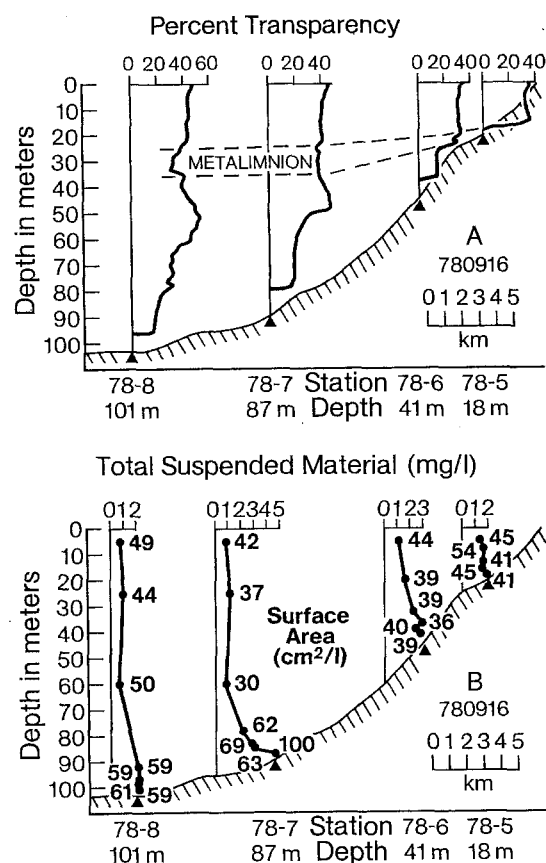 Percent Transparency
0 20 40 60
0 20 40
0 20 40
0 20 40
Depth in meters
0
10
20
30
40
50
60
70
80
90
100
METALIMNION
A
780916
0 1 2 3 4 5
km
78-8 78-7 Station 78-6 78-5
101 m 87 m Depth 41 m 18 m
Total Suspended Material (mg/l)
0 1 2
0 1 2 3 4 5
0 1 2 3
0 1 2
Depth in meters
0
10
20
30
40
50
60
70
80
90
100
49
44
50
59
59
61
59
42
37
30
62
69
63
100
Surface
Area
(cm²/l)
44
39
39
36
40
39
45
54
41
45
41
B
780916
0 1 2 3 4 5
km
78-8 78-7 Station 78-6 78-5
101 m 87 m Depth 41 m 18 m